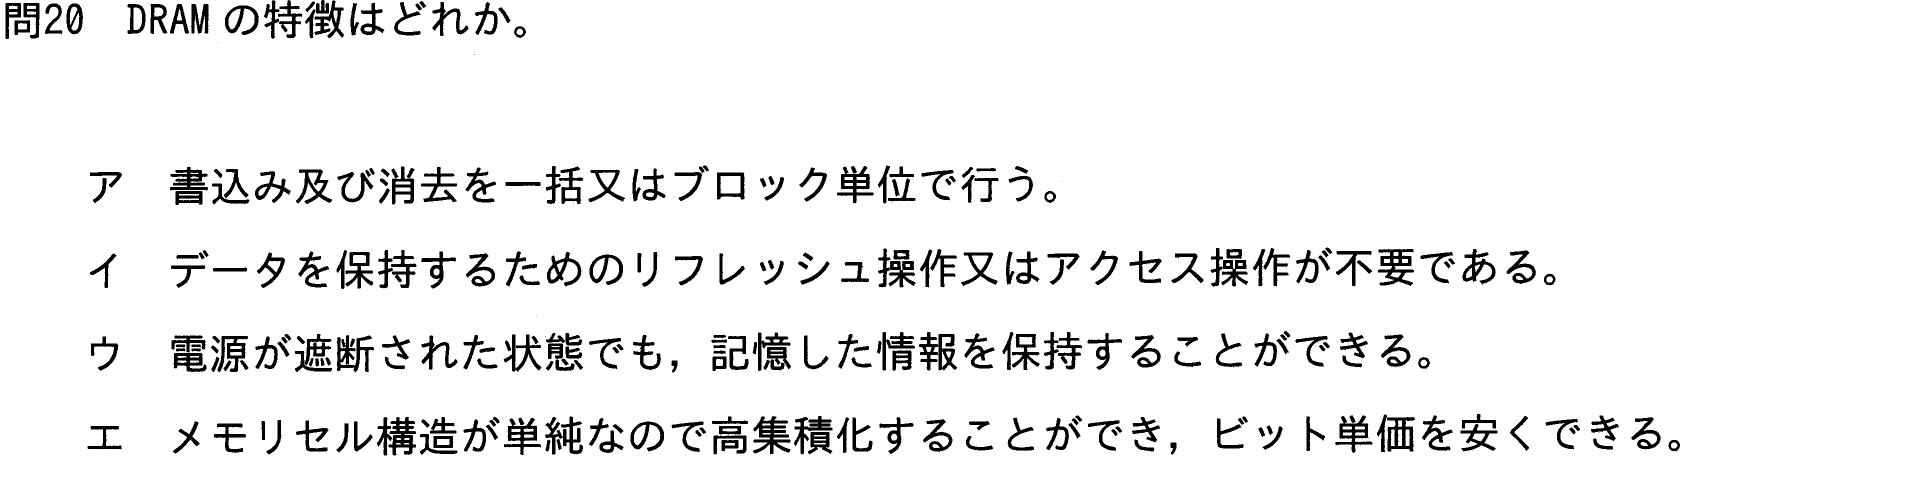 問20　DRAM の特徴はどれか。
ア　書込み及び消去を一括又はブロック単位で行う。
イ　データを保持するためのリフレッシュ操作又はアクセス操作が不要である。
ウ　電源が遮断された状態でも，記憶した情報を保持することができる。
エ　メモリセル構造が単純なので高集積化することができ，ビット単価を安くできる。